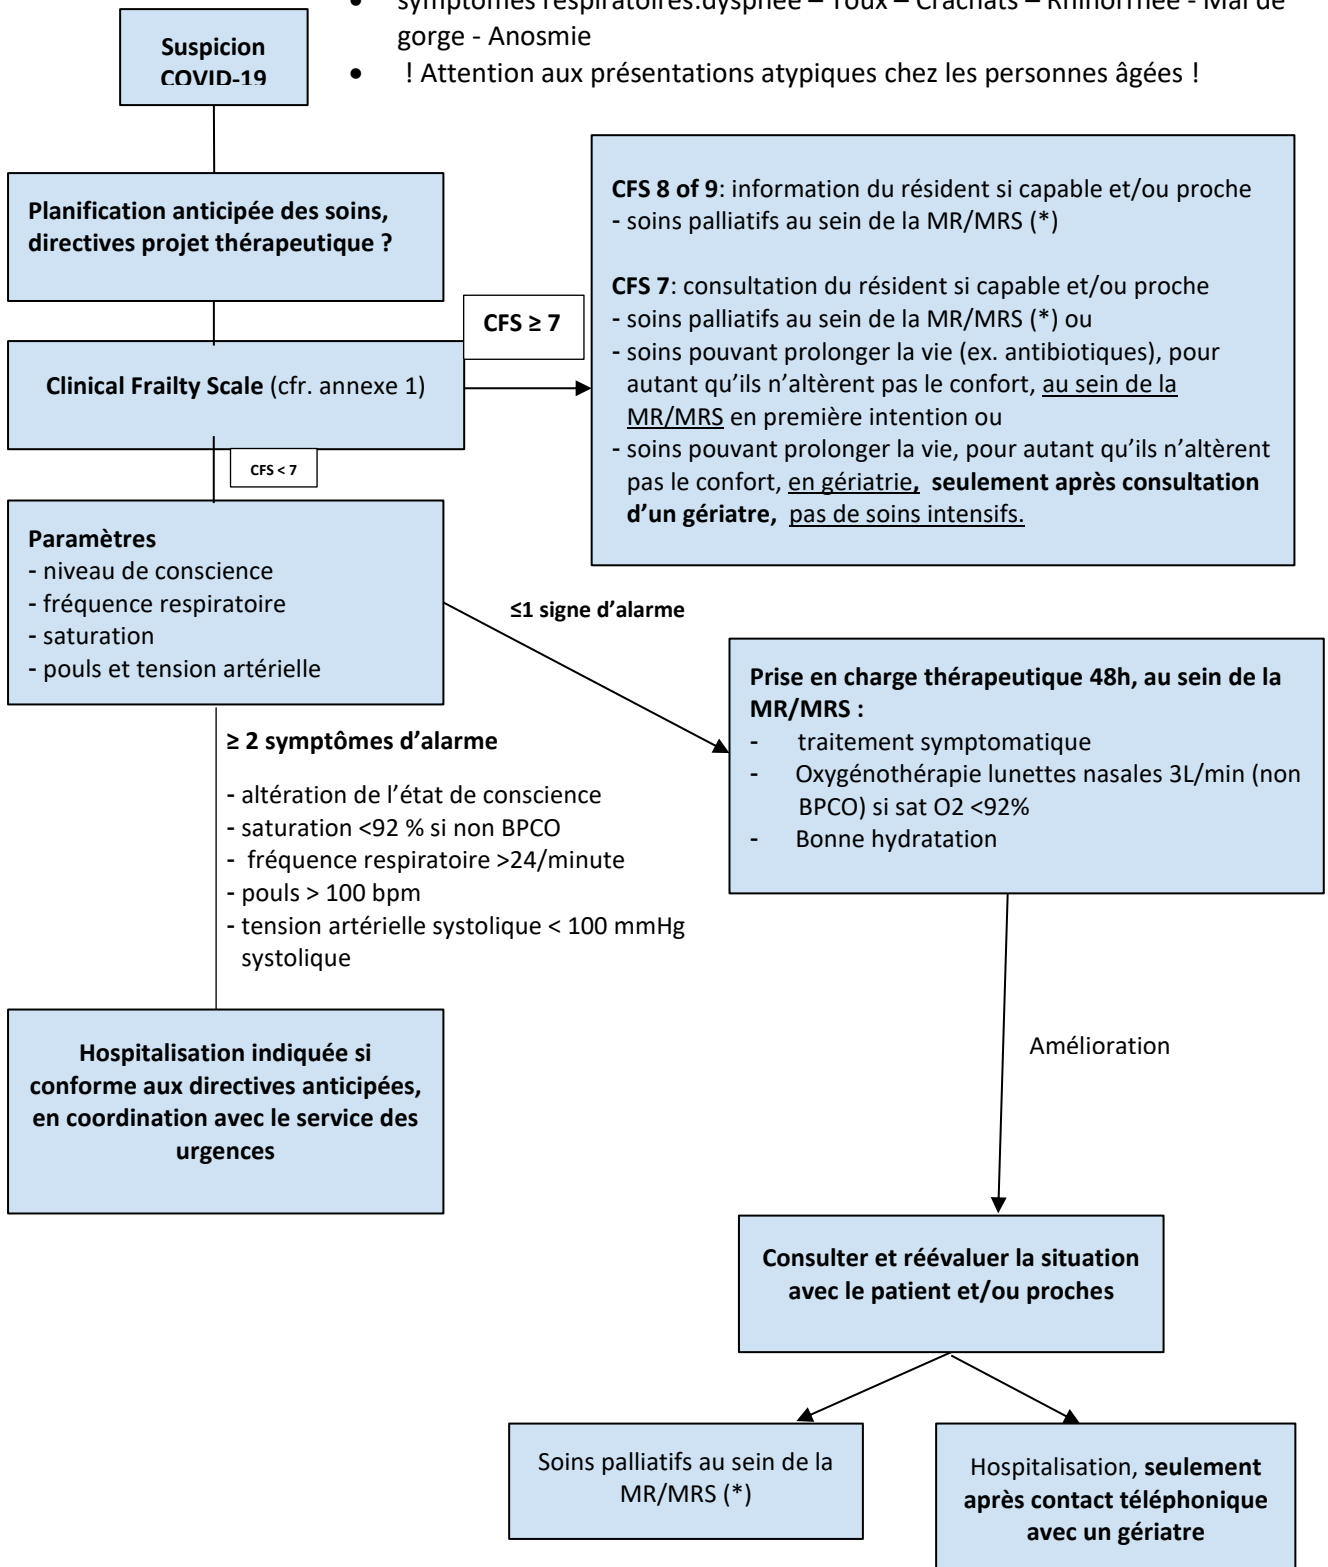 symptômes respiratoires:dyspnée – Toux – Crachats – Rhinorrhée - Mal de
gorge - Anosmie
! Attention aux présentations atypiques chez les personnes âgées !
Suspicion
COVID-19
Planification anticipée des soins,
directives projet thérapeutique ?
Clinical Frailty Scale (cfr. annexe 1)
CFS ≥ 7
CFS 8 of 9: information du résident si capable et/ou proche
- soins palliatifs au sein de la MR/MRS (*)
CFS 7: consultation du résident si capable et/ou proche
- soins palliatifs au sein de la MR/MRS (*) ou
- soins pouvant prolonger la vie (ex. antibiotiques), pour
autant qu’ils n’altèrent pas le confort, au sein de la
MR/MRS en première intention ou
- soins pouvant prolonger la vie, pour autant qu’ils n’altèrent
pas le confort, en gériatrie, seulement après consultation
d’un gériatre, pas de soins intensifs.
CFS < 7
Paramètres
- niveau de conscience
- fréquence respiratoire
- saturation
- pouls et tension artérielle
≤1 signe d’alarme
Prise en charge thérapeutique 48h, au sein de la
MR/MRS :
- traitement symptomatique
- Oxygénothérapie lunettes nasales 3L/min (non
BPCO) si sat O2 <92%
- Bonne hydratation
≥ 2 symptômes d’alarme
- altération de l’état de conscience
- saturation <92 % si non BPCO
- fréquence respiratoire >24/minute
- pouls > 100 bpm
- tension artérielle systolique < 100 mmHg
systolique
Hospitalisation indiquée si
conforme aux directives anticipées,
en coordination avec le service des
urgences
Amélioration
Consulter et réévaluer la situation
avec le patient et/ou proches
Soins palliatifs au sein de la
MR/MRS (*)
Hospitalisation, seulement
après contact téléphonique
avec un gériatre